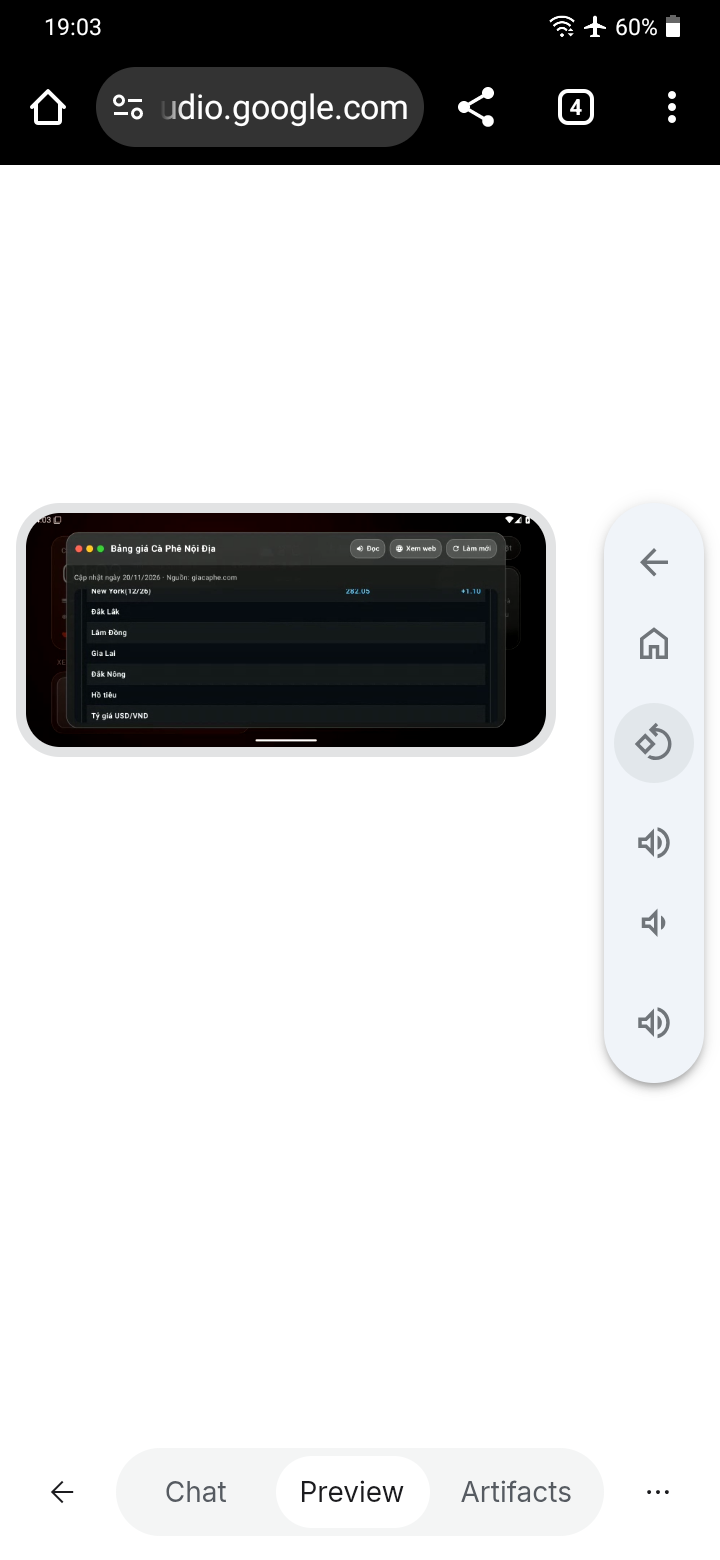 19:03
60%
udio.google.com
4
:03
Bảng giá Cà Phê Nội Địa
Đọc
Xem web
Làm mới
Cập nhật ngày 20/11/2026 · Nguồn: giacaphe.com
New York(12/26) 282.05 +1.10
Đắk Lắk
Lâm Đồng
Gia Lai
Đắk Nông
Hồ tiêu
Tỷ giá USD/VND
Chat
Preview
Artifacts